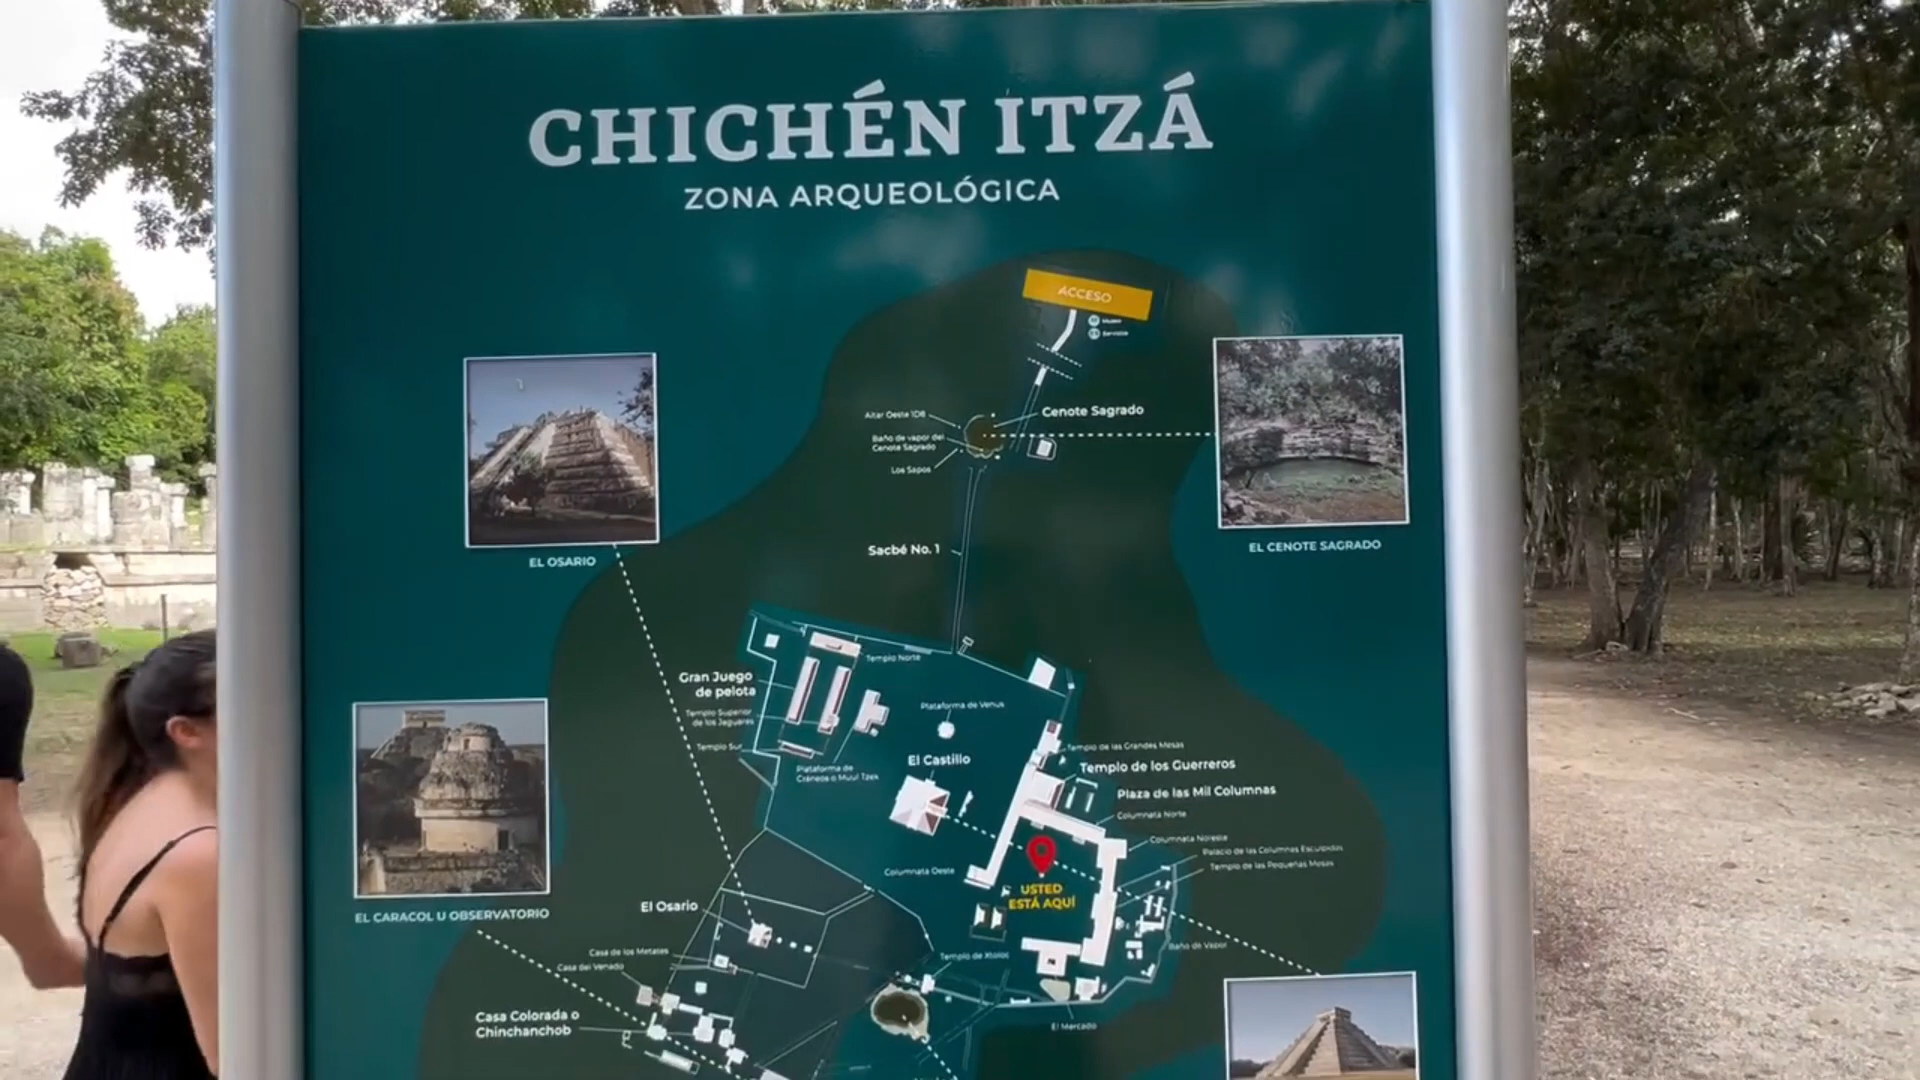 CHICHÉN ITZÁ
ZONA ARQUEOLÓGICA
ACCESO
Museo
Servicios
Altar Oeste 1D8
Cenote Sagrado
Baño de vapor del
Cenote Sagrado
Los Sapos
EL OSARIO
EL CENOTE SAGRADO
Sacbé No. 1
Templo Norte
Gran Juego
de pelota
Templo Superior
de los Jaguares
Templo Sur
Plataforma de
Cráneos o Muul Tzek
Plataforma de Venus
El Castillo
Templo de las Grandes Mesas
Templo de los Guerreros
Plaza de las Mil Columnas
Columnata Norte
Columnata Noreste
Palacio de las Columnas Esculpidas
Templo de las Pequeñas Mesas
Columnata Oeste
USTED
ESTÁ AQUÍ
EL CARACOL U OBSERVATORIO
El Osario
Casa de los Metates
Casa del Venado
Templo de Xtoloc
Baño de Vapor
Casa Colorada o
Chinchanchob
El Mercado